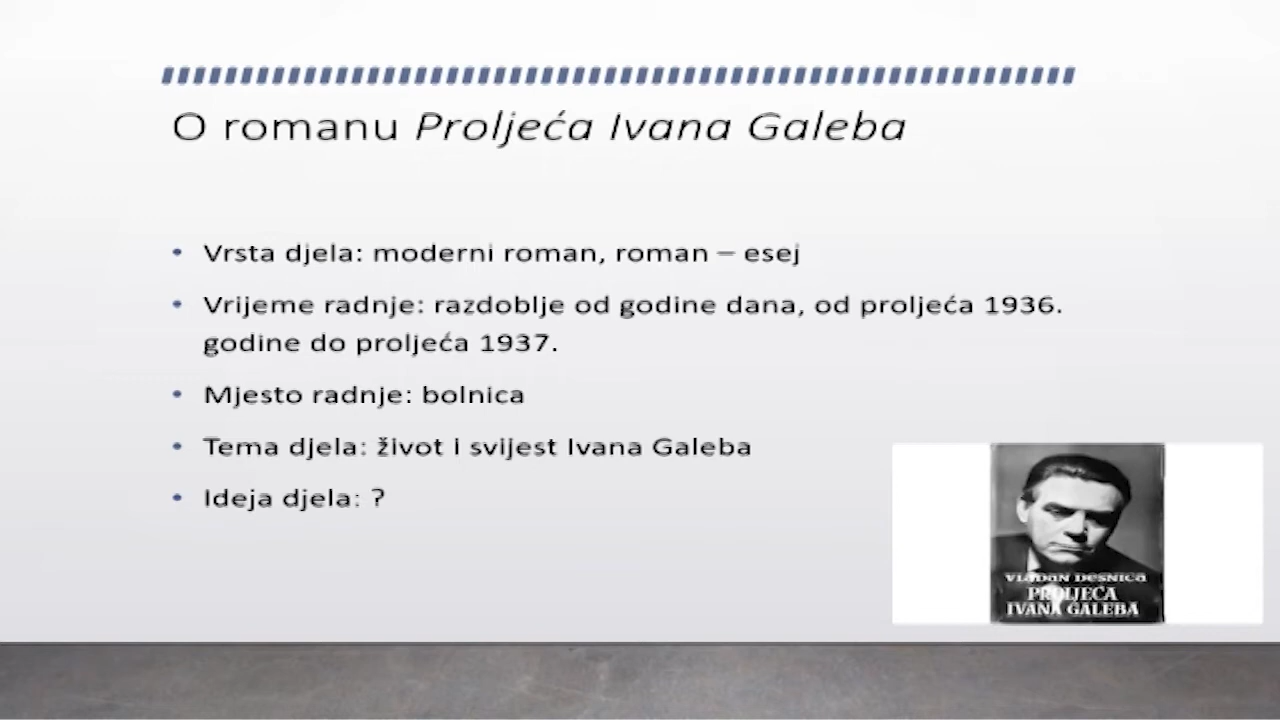 O romanu Proljeća Ivana Galeba
• Vrsta djela: moderni roman, roman – esej
• Vrijeme radnje: razdoblje od godine dana, od proljeća 1936.
godine do proljeća 1937.
• Mjesto radnje: bolnica
• Tema djela: život i svijest Ivana Galeba
• Ideja djela: ?
VLADAN DESNICA
PROLJEĆA
IVANA GALEBA